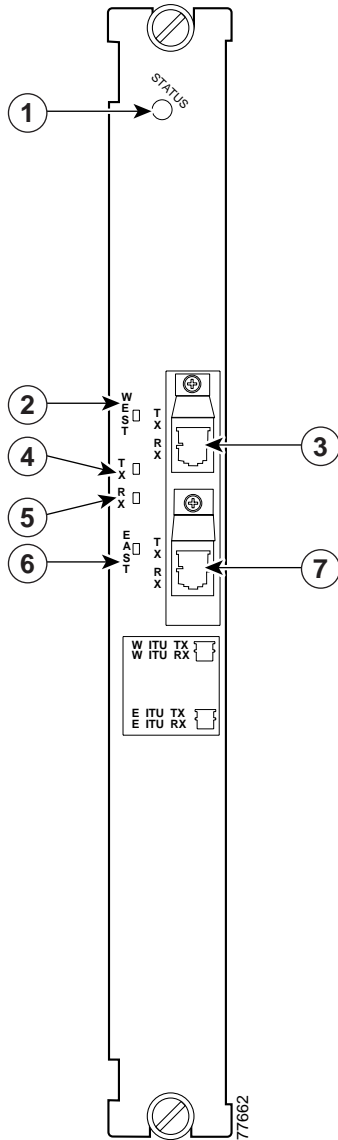 STATUS
1
WEST
2
TX
RX
3
4
TX
5
RX
6
EAST
TX
RX
7
W ITU TX
W ITU RX
E ITU TX
E ITU RX
77662